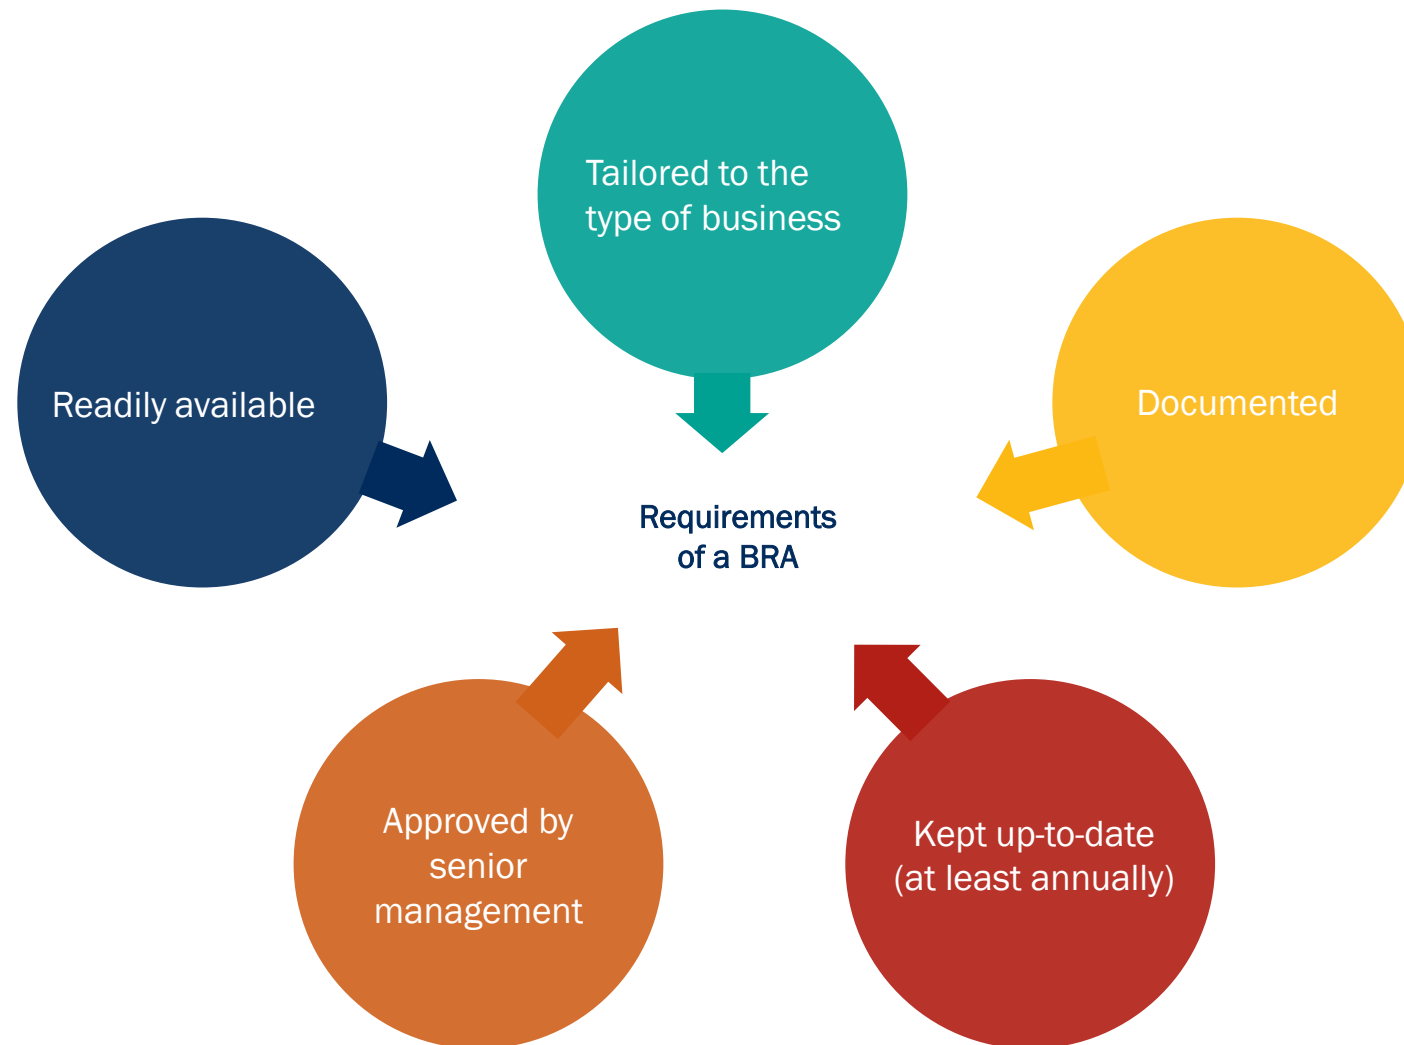 Tailored to the
type of business
Readily available
Documented
Requirements
of a BRA
Approved by
senior
management
Kept up-to-date
(at least annually)